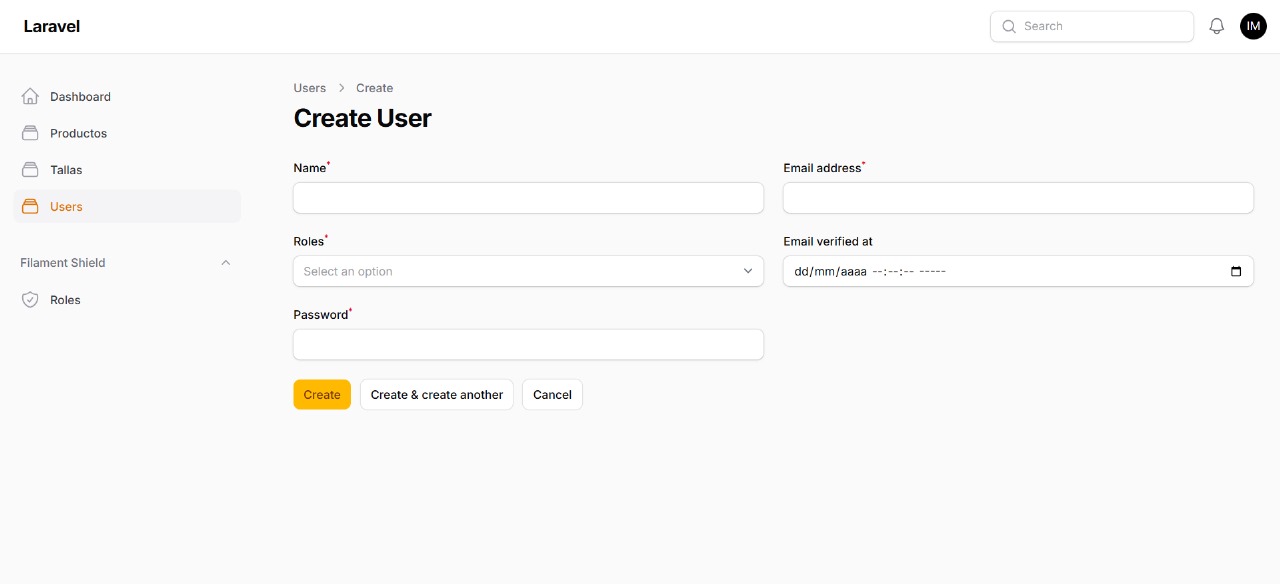 Laravel
Search
IM
Dashboard
Productos
Tallas
Users
Filament Shield
Roles
Users > Create
Create User
Name*
Email address*
Roles*
Select an option
Email verified at
dd/mm/aaaa --:--:-- -----
Password*
Create
Create & create another
Cancel